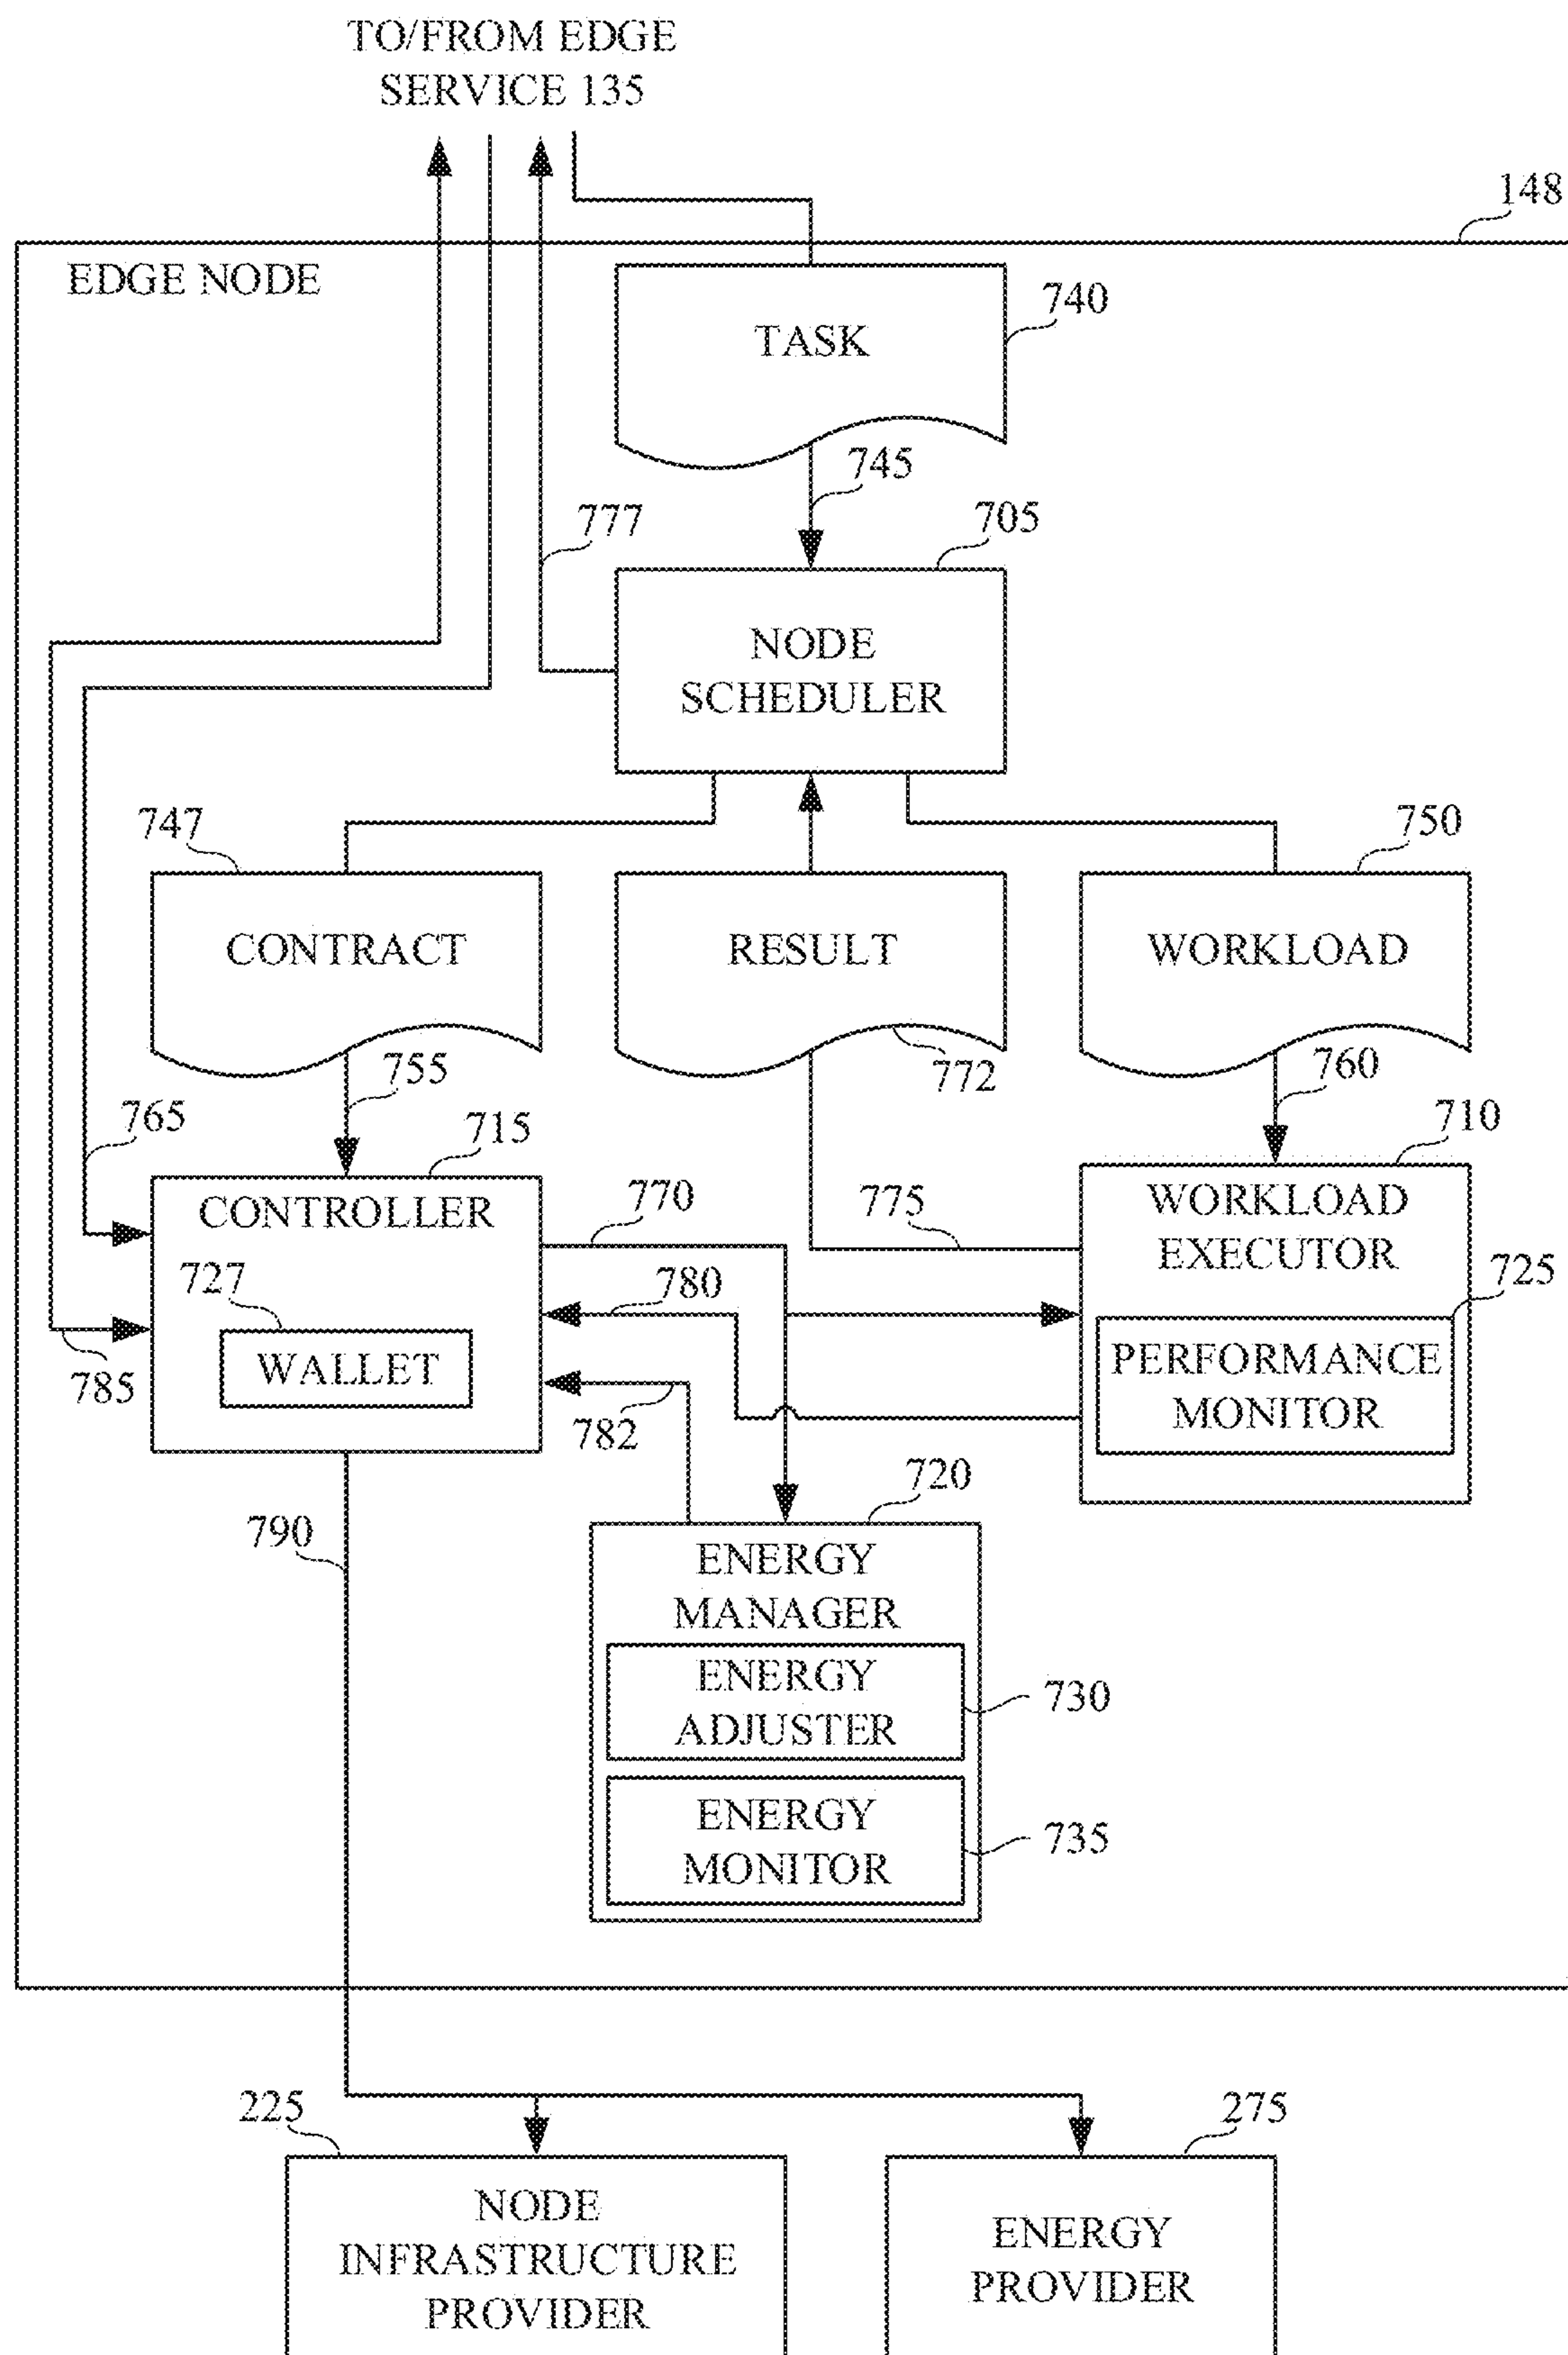 TO/FROM EDGE
SERVICE 135
148
EDGE NODE
TASK
740
745
777
705
NODE
SCHEDULER
747
750
CONTRACT
RESULT
WORKLOAD
755
772
760
765
715
710
CONTROLLER
770
775
WORKLOAD
EXECUTOR
727
780
725
WALLET
PERFORMANCE
MONITOR
785
782
720
790
ENERGY
MANAGER
ENERGY
ADJUSTER
730
ENERGY
MONITOR
735
225
275
NODE
INFRASTRUCTURE
PROVIDER
ENERGY
PROVIDER